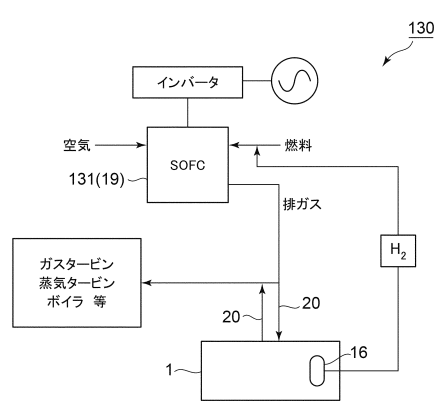 130
インバータ
空気
SOFC
燃料
131(19)
排ガス
H2
ガスタービン
蒸気タービン
ボイラ 等
20
20
16
1